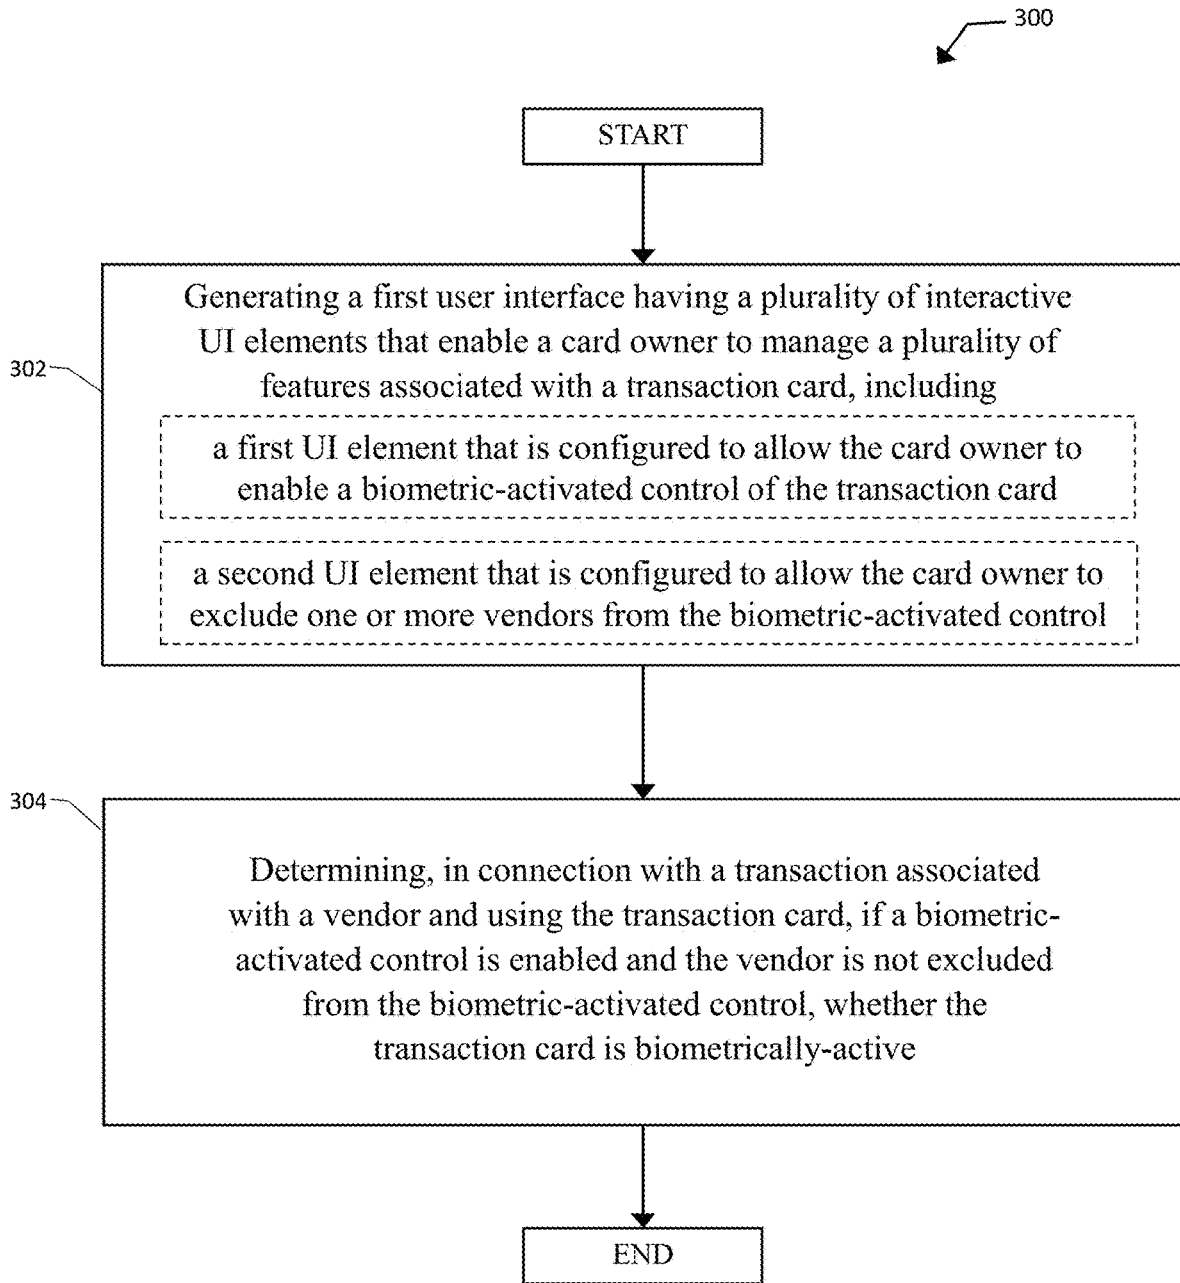 300
START
302
Generating a first user interface having a plurality of interactive
UI elements that enable a card owner to manage a plurality of
features associated with a transaction card, including
a first UI element that is configured to allow the card owner to
enable a biometric-activated control of the transaction card
a second UI element that is configured to allow the card owner to
exclude one or more vendors from the biometric-activated control
304
Determining, in connection with a transaction associated
with a vendor and using the transaction card, if a biometric-
activated control is enabled and the vendor is not excluded
from the biometric-activated control, whether the
transaction card is biometrically-active
END